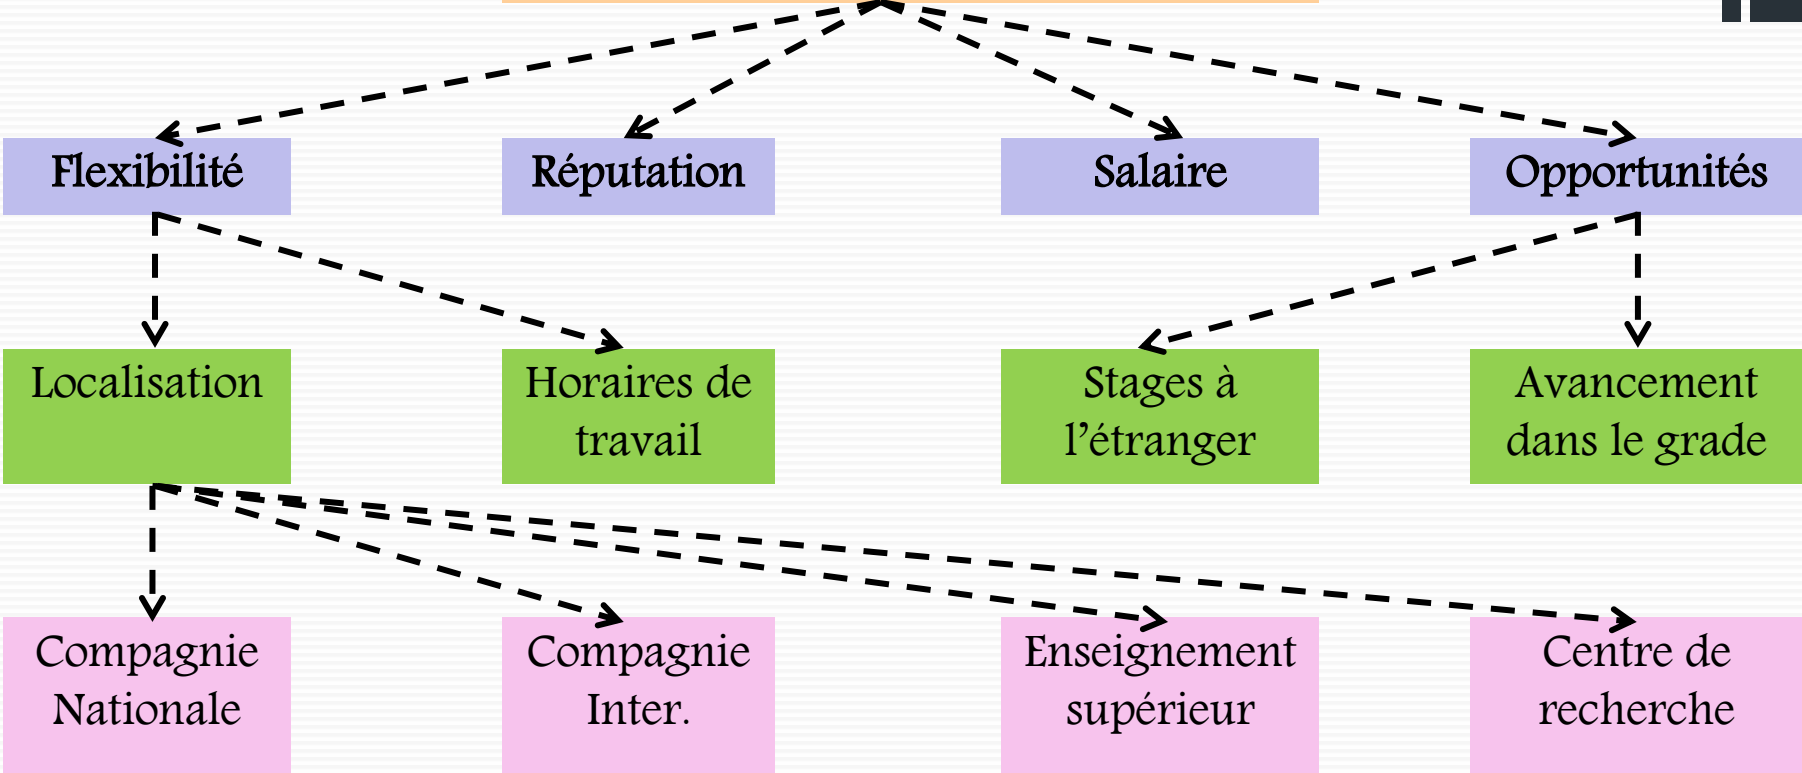 Flexibilité
Réputation
Salaire
Opportunités
Localisation
Horaires de
travail
Stages à
l'étranger
Avancement
dans le grade
Compagnie
Nationale
Compagnie
Inter.
Enseignement
supérieur
Centre de
recherche